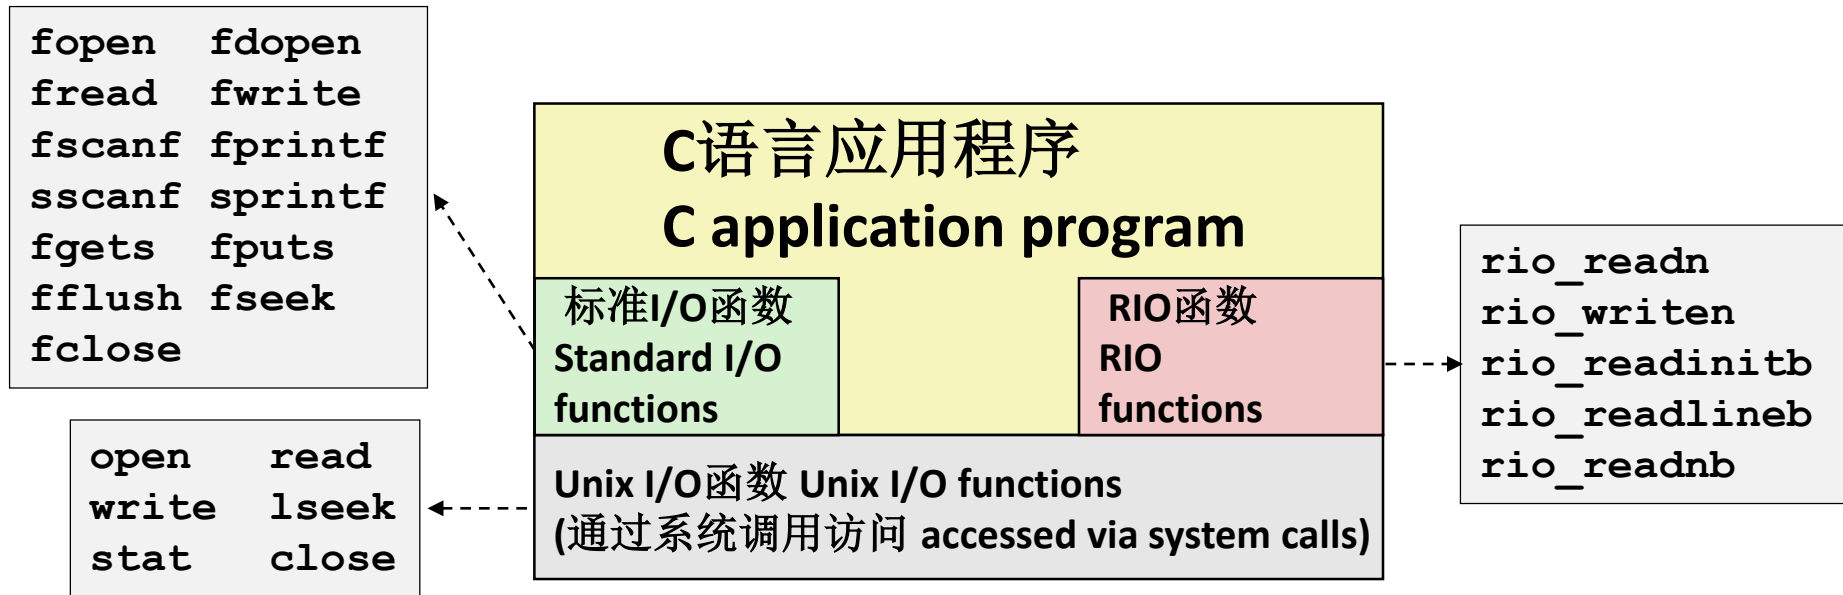 fopen fdopen
fread fwrite
fscanf fprintf
sscanf sprintf
fgets fputs
fflush fseek
fclose
open read
write lseek
stat close
C语言应用程序
C application program
标准I/O函数
Standard I/O
functions
RIO函数
RIO
functions
Unix I/O函数 Unix I/O functions
(通过系统调用访问 accessed via system calls)
rio_readn
rio_writen
rio_readinitb
rio_readlineb
rio_readnb